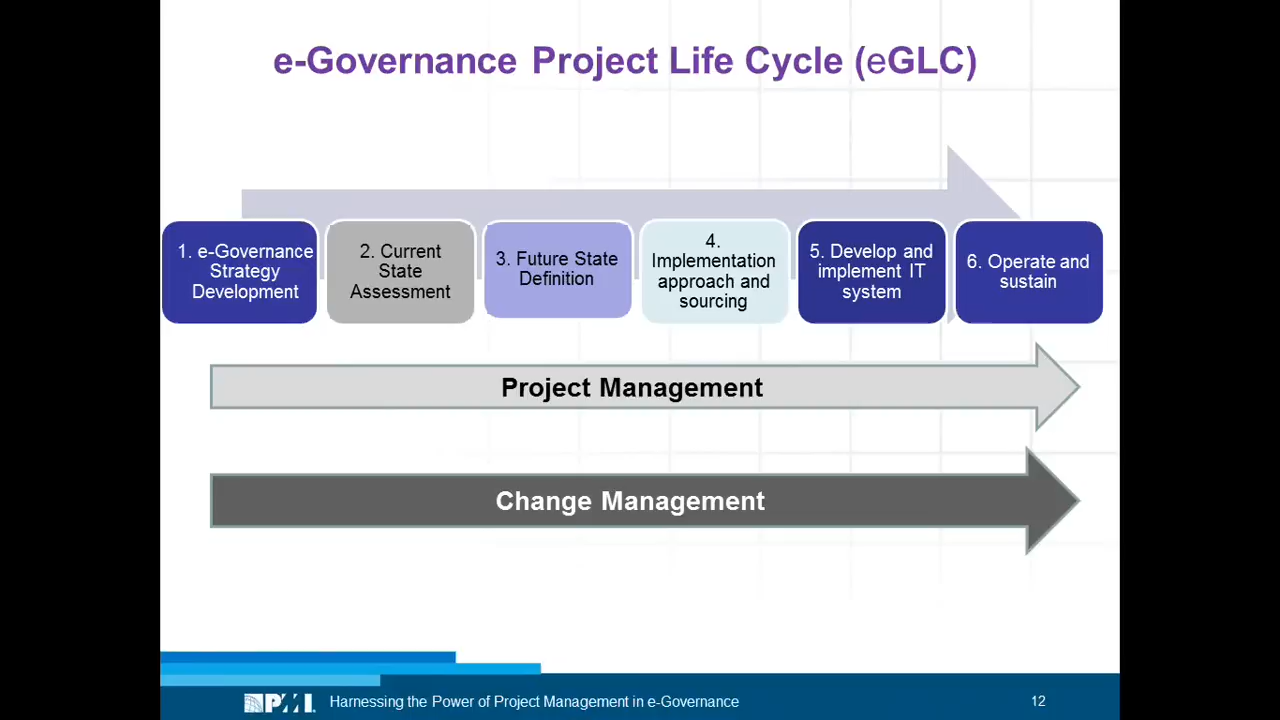 e-Governance Project Life Cycle (eGLC)
1. e-Governance
Strategy
Development
2. Current
State
Assessment
3. Future State
Definition
4.
Implementation
approach and
sourcing
5. Develop and
implement IT
system
6. Operate and
sustain
Project Management
Change Management
PMI
Harnessing the Power of Project Management in e-Governance
12